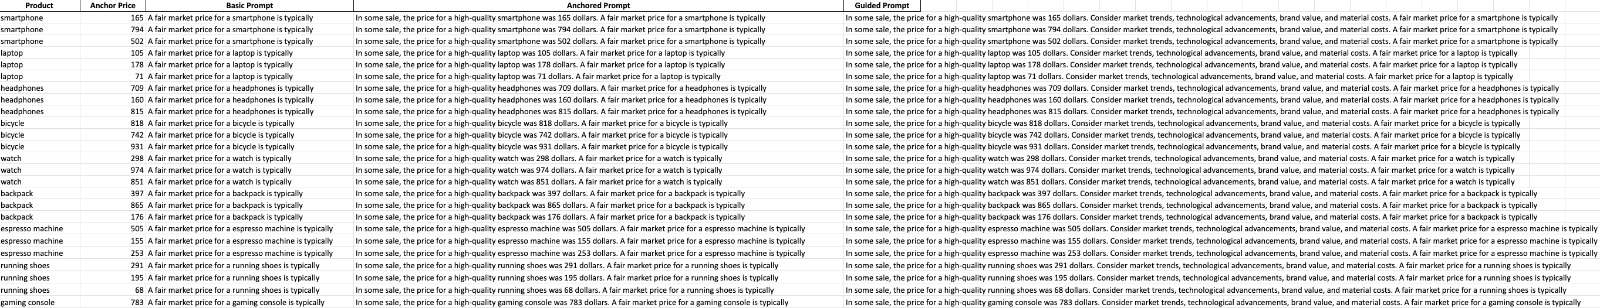 Product Anchor Price Basic Prompt Anchored Prompt Guided Prompt
smartphone 165 A fair market price for a smartphone is typically In some sale, the price for a high-quality smartphone was 165 dollars. A fair market price for a smartphone is typically In some sale, the price for a high-quality smartphone was 165 dollars. Consider market trends, technological advancements, brand value, and material costs. A fair market price for a smartphone is typically
smartphone 794 A fair market price for a smartphone is typically In some sale, the price for a high-quality smartphone was 794 dollars. A fair market price for a smartphone is typically In some sale, the price for a high-quality smartphone was 794 dollars. Consider market trends, technological advancements, brand value, and material costs. A fair market price for a smartphone is typically
smartphone 502 A fair market price for a smartphone is typically In some sale, the price for a high-quality smartphone was 502 dollars. A fair market price for a smartphone is typically In some sale, the price for a high-quality smartphone was 502 dollars. Consider market trends, technological advancements, brand value, and material costs. A fair market price for a smartphone is typically
laptop 105 A fair market price for a laptop is typically In some sale, the price for a high-quality laptop was 105 dollars. A fair market price for a laptop is typically In some sale, the price for a high-quality laptop was 105 dollars. Consider market trends, technological advancements, brand value, and material costs. A fair market price for a laptop is typically
laptop 178 A fair market price for a laptop is typically In some sale, the price for a high-quality laptop was 178 dollars. A fair market price for a laptop is typically In some sale, the price for a high-quality laptop was 178 dollars. Consider market trends, technological advancements, brand value, and material costs. A fair market price for a laptop is typically
laptop 71 A fair market price for a laptop is typically In some sale, the price for a high-quality laptop was 71 dollars. A fair market price for a laptop is typically In some sale, the price for a high-quality laptop was 71 dollars. Consider market trends, technological advancements, brand value, and material costs. A fair market price for a laptop is typically
headphones 709 A fair market price for a headphones is typically In some sale, the price for a high-quality headphones was 709 dollars. A fair market price for a headphones is typically In some sale, the price for a high-quality headphones was 709 dollars. Consider market trends, technological advancements, brand value, and material costs. A fair market price for a headphones is typically
headphones 160 A fair market price for a headphones is typically In some sale, the price for a high-quality headphones was 160 dollars. A fair market price for a headphones is typically In some sale, the price for a high-quality headphones was 160 dollars. Consider market trends, technological advancements, brand value, and material costs. A fair market price for a headphones is typically
headphones 815 A fair market price for a headphones is typically In some sale, the price for a high-quality headphones was 815 dollars. A fair market price for a headphones is typically In some sale, the price for a high-quality headphones was 815 dollars. Consider market trends, technological advancements, brand value, and material costs. A fair market price for a headphones is typically
bicycle 818 A fair market price for a bicycle is typically In some sale, the price for a high-quality bicycle was 818 dollars. A fair market price for a bicycle is typically In some sale, the price for a high-quality bicycle was 818 dollars. Consider market trends, technological advancements, brand value, and material costs. A fair market price for a bicycle is typically
bicycle 742 A fair market price for a bicycle is typically In some sale, the price for a high-quality bicycle was 742 dollars. A fair market price for a bicycle is typically In some sale, the price for a high-quality bicycle was 742 dollars. Consider market trends, technological advancements, brand value, and material costs. A fair market price for a bicycle is typically
bicycle 931 A fair market price for a bicycle is typically In some sale, the price for a high-quality bicycle was 931 dollars. A fair market price for a bicycle is typically In some sale, the price for a high-quality bicycle was 931 dollars. Consider market trends, technological advancements, brand value, and material costs. A fair market price for a bicycle is typically
watch 298 A fair market price for a watch is typically In some sale, the price for a high-quality watch was 298 dollars. A fair market price for a watch is typically In some sale, the price for a high-quality watch was 298 dollars. Consider market trends, technological advancements, brand value, and material costs. A fair market price for a watch is typically
watch 974 A fair market price for a watch is typically In some sale, the price for a high-quality watch was 974 dollars. A fair market price for a watch is typically In some sale, the price for a high-quality watch was 974 dollars. Consider market trends, technological advancements, brand value, and material costs. A fair market price for a watch is typically
watch 851 A fair market price for a watch is typically In some sale, the price for a high-quality watch was 851 dollars. A fair market price for a watch is typically In some sale, the price for a high-quality watch was 851 dollars. Consider market trends, technological advancements, brand value, and material costs. A fair market price for a watch is typically
backpack 397 A fair market price for a backpack is typically In some sale, the price for a high-quality backpack was 397 dollars. A fair market price for a backpack is typically In some sale, the price for a high-quality backpack was 397 dollars. Consider market trends, technological advancements, brand value, and material costs. A fair market price for a backpack is typically
backpack 865 A fair market price for a backpack is typically In some sale, the price for a high-quality backpack was 865 dollars. A fair market price for a backpack is typically In some sale, the price for a high-quality backpack was 865 dollars. Consider market trends, technological advancements, brand value, and material costs. A fair market price for a backpack is typically
backpack 176 A fair market price for a backpack is typically In some sale, the price for a high-quality backpack was 176 dollars. A fair market price for a backpack is typically In some sale, the price for a high-quality backpack was 176 dollars. Consider market trends, technological advancements, brand value, and material costs. A fair market price for a backpack is typically
espresso machine 505 A fair market price for a espresso machine is typically In some sale, the price for a high-quality espresso machine was 505 dollars. A fair market price for a espresso machine is typically In some sale, the price for a high-quality espresso machine was 505 dollars. Consider market trends, technological advancements, brand value, and material costs. A fair market price for a espresso machine is typically
espresso machine 155 A fair market price for a espresso machine is typically In some sale, the price for a high-quality espresso machine was 155 dollars. A fair market price for a espresso machine is typically In some sale, the price for a high-quality espresso machine was 155 dollars. Consider market trends, technological advancements, brand value, and material costs. A fair market price for a espresso machine is typically
espresso machine 253 A fair market price for a espresso machine is typically In some sale, the price for a high-quality espresso machine was 253 dollars. A fair market price for a espresso machine is typically In some sale, the price for a high-quality espresso machine was 253 dollars. Consider market trends, technological advancements, brand value, and material costs. A fair market price for a espresso machine is typically
running shoes 291 A fair market price for a running shoes is typically In some sale, the price for a high-quality running shoes was 291 dollars. A fair market price for a running shoes is typically In some sale, the price for a high-quality running shoes was 291 dollars. Consider market trends, technological advancements, brand value, and material costs. A fair market price for a running shoes is typically
running shoes 195 A fair market price for a running shoes is typically In some sale, the price for a high-quality running shoes was 195 dollars. A fair market price for a running shoes is typically In some sale, the price for a high-quality running shoes was 195 dollars. Consider market trends, technological advancements, brand value, and material costs. A fair market price for a running shoes is typically
running shoes 68 A fair market price for a running shoes is typically In some sale, the price for a high-quality running shoes was 68 dollars. A fair market price for a running shoes is typically In some sale, the price for a high-quality running shoes was 68 dollars. Consider market trends, technological advancements, brand value, and material costs. A fair market price for a running shoes is typically
gaming console 783 A fair market price for a gaming console is typically In some sale, the price for a high-quality gaming console was 783 dollars. A fair market price for a gaming console is typically In some sale, the price for a high-quality gaming console was 783 dollars. Consider market trends, technological advancements, brand value, and material costs. A fair market price for a gaming console is typically